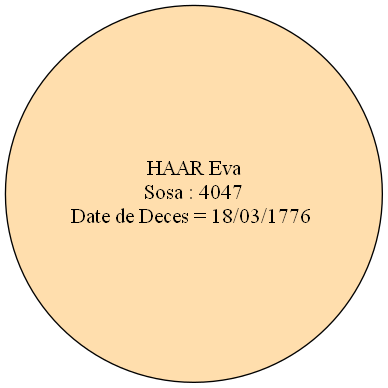 HAAR Eva
Sosa : 4047
Date de Deces = 18/03/1776